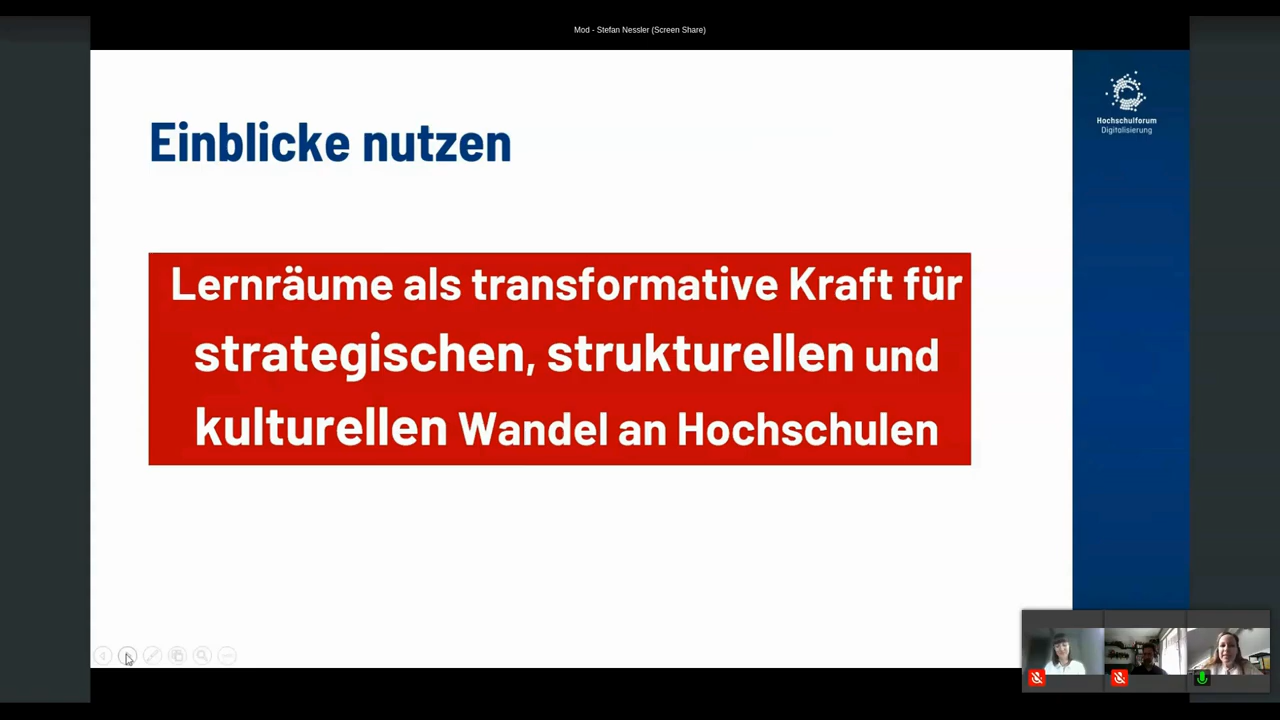 Mod - Stefan Nessler (Screen Share)
Hochschulforum
Digitalisierung
Einblicke nutzen
Lernräume als transformative Kraft für
strategischen, strukturellen und
kulturellen Wandel an Hochschulen